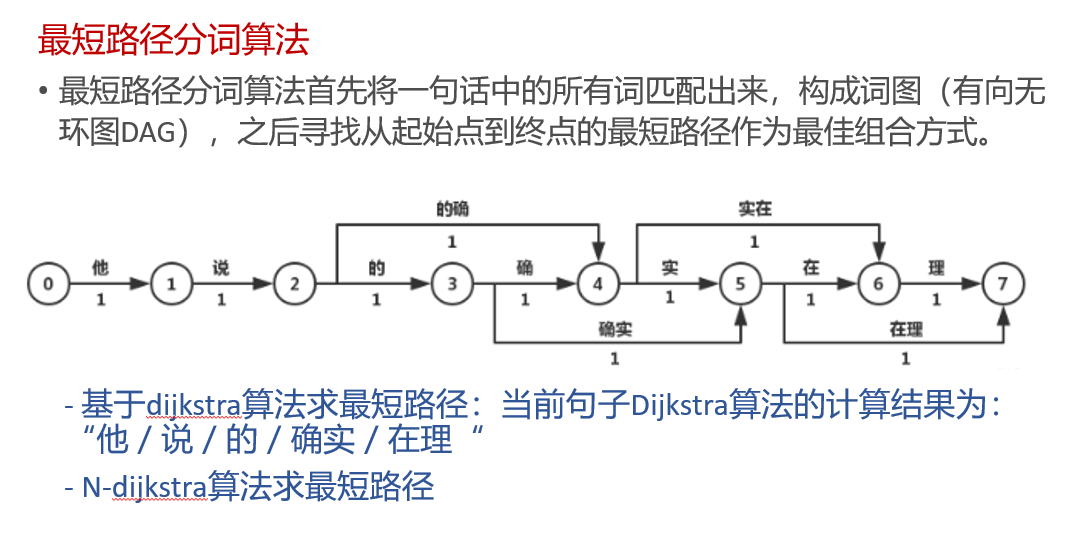 最短路径分词算法
• 最短路径分词算法首先将一句话中的所有词匹配出来，构成词图（有向无
环图DAG），之后寻找从起始点到终点的最短路径作为最佳组合方式。
的确 实在
1 1
他 说 的 确 实 在 理
0 1 2 3 4 5 6 7
1 1 1 1 1 1 1
确实 在理
1 1
- 基于dijkstra算法求最短路径：当前句子Dijkstra算法的计算结果为：
“他 / 说 / 的 / 确实 / 在理 “
- N-dijkstra算法求最短路径